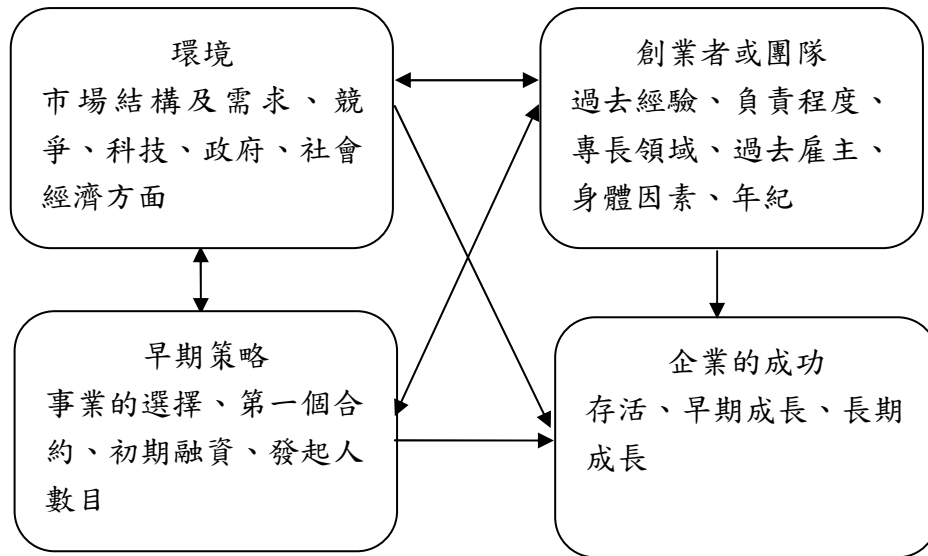 環境
市場結構及需求、競
爭、科技、政府、社會
經濟方面
創業者或團隊
過去經驗、負責程度、
專長領域、過去雇主、
身體因素、年紀
早期策略
事業的選擇、第一個合
約、初期融資、發起人
數目
企業的成功
存活、早期成長、長期
成長